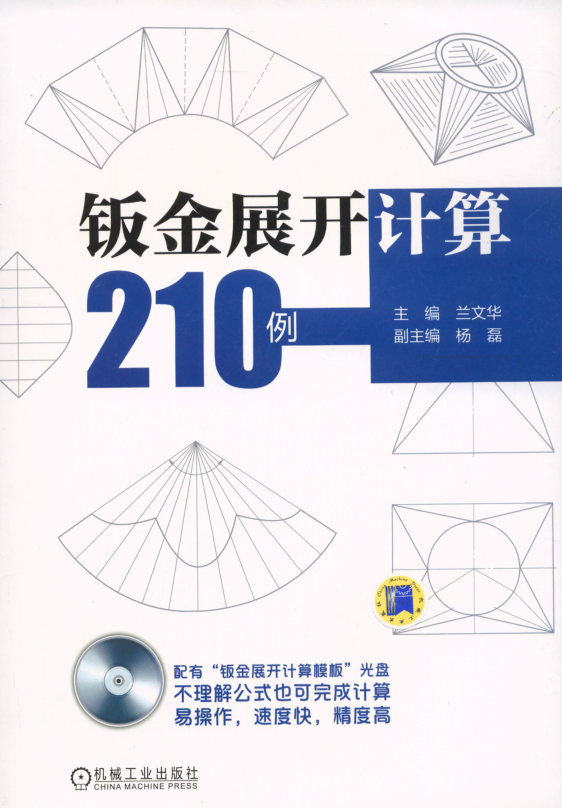 钣金展开计算
210例
主编 兰文华
副主编 杨磊
配有“钣金展开计算模板”光盘
不理解公式也可完成计算
易操作，速度快，精度高
机械工业出版社
CHINA MACHINE PRESS